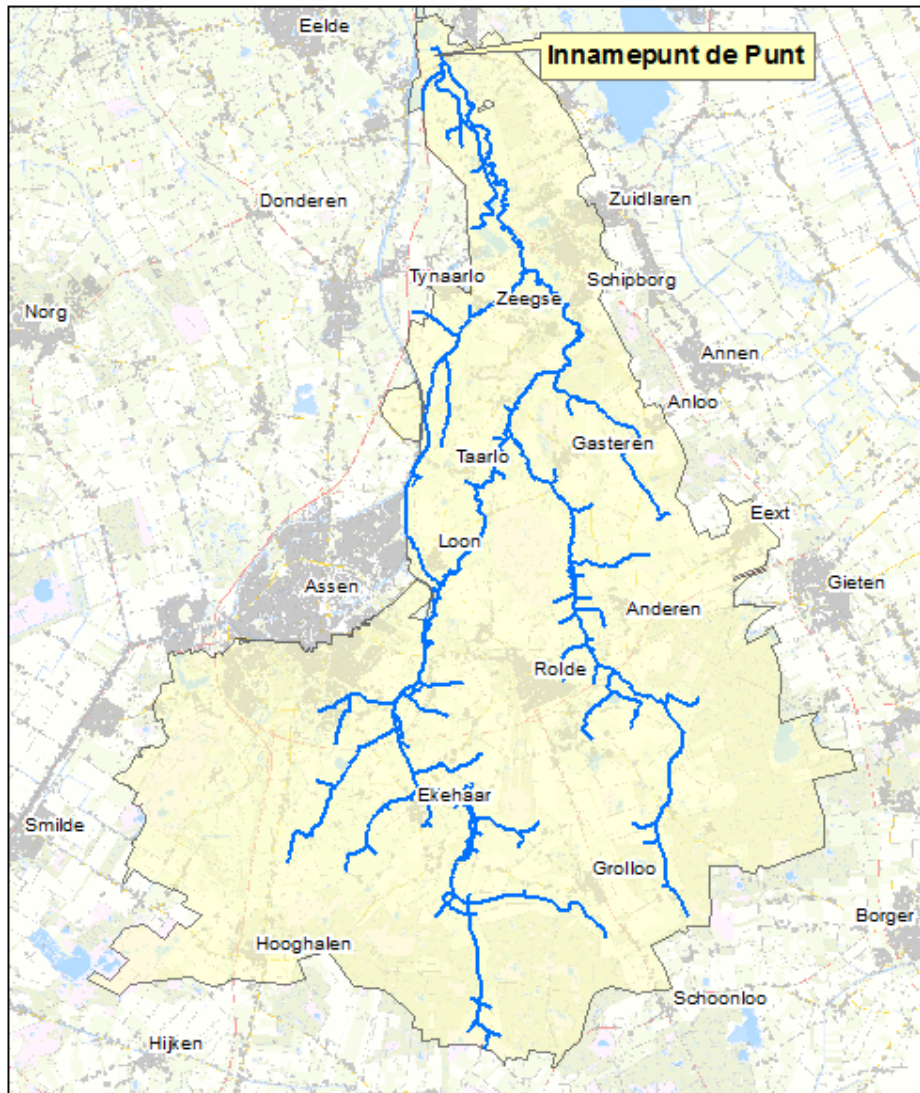 Eelde
Innamepunt de Punt
Donderen
Zuidlaren
Tynaarlo
Schipborg
Zeegse
Norg
Annen
Anloo
Gasteren
Taarlo
Eext
Loon
Assen
Gieten
Anderen
Rolde
Ekehaar
Smilde
Grolloo
Borger
Hooghalen
Schoonloo
Hijken